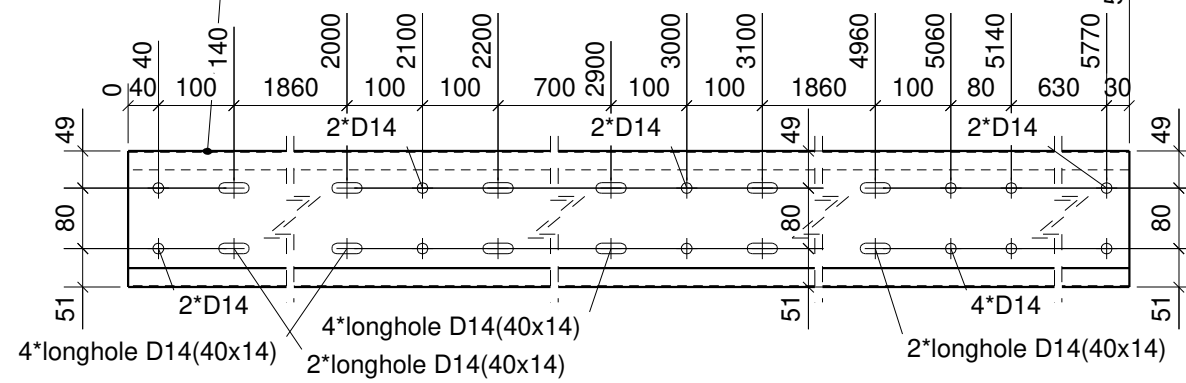 40 140 2000 2100 2200 2900 3000 3100 4960 5060 5140 5770
0 40 100 1860 100 100 700 100 100 1860 100 80 630 30
2*D14 2*D14 2*D14
49 49 49
80 80 80
51 51 51
2*D14 4*D14
4*longhole D14(40x14)
4*longhole D14(40x14) 2*longhole D14(40x14)
2*longhole D14(40x14)